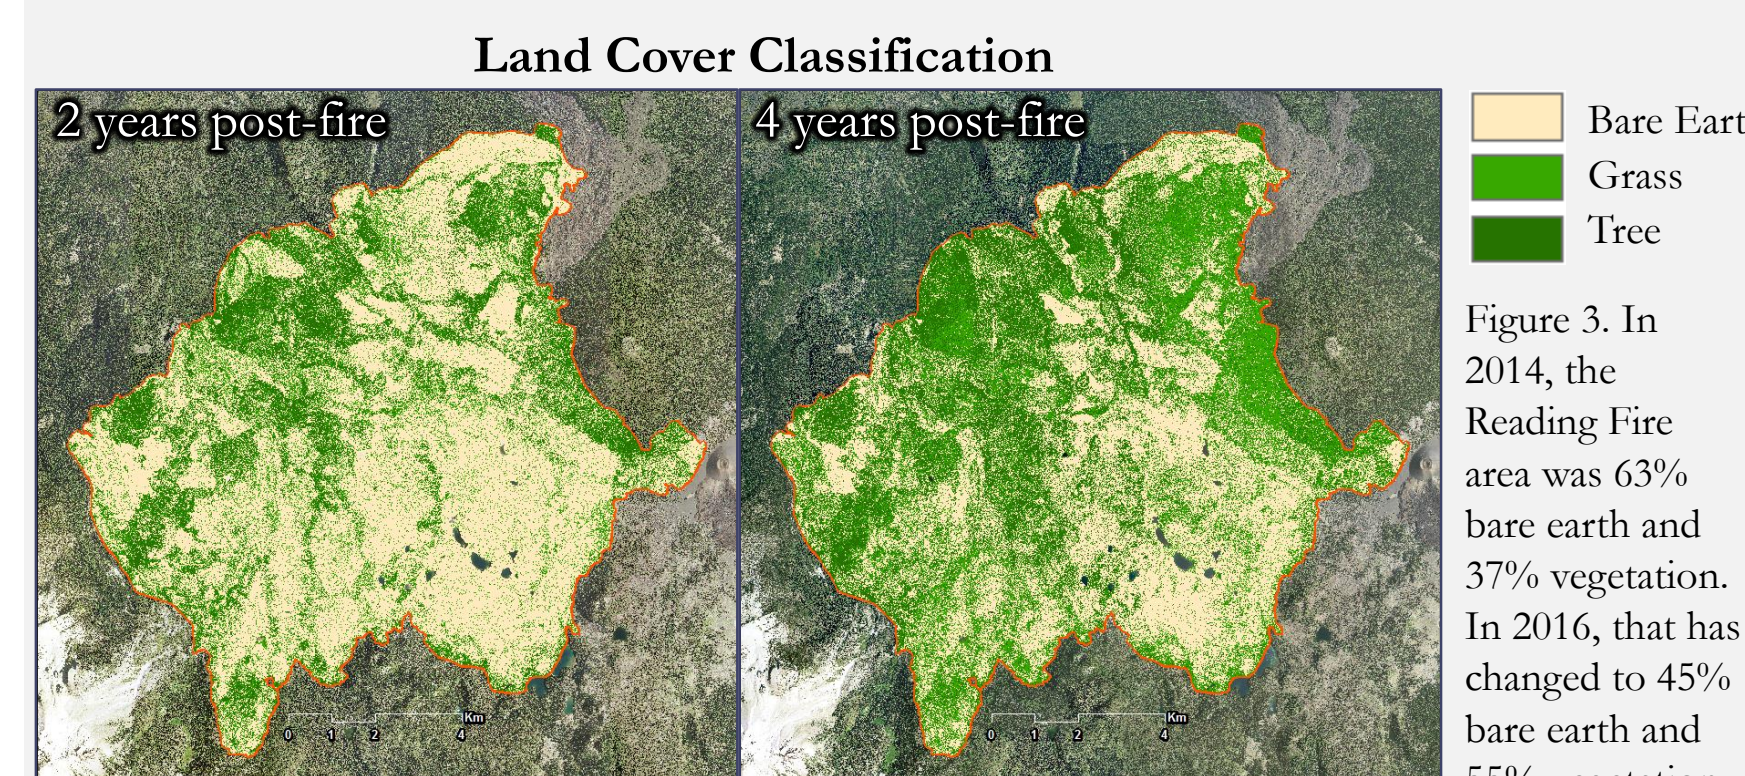 Land Cover Classification
2 years post-fire
4 years post-fire
Bare Eart
Grass
Tree
Figure 3. In
2014, the
Reading Fire
area was 63%
bare earth and
37% vegetation.
In 2016, that has
changed to 45%
bare earth and
55% vegetation
Km
0 1 2 4
Km
0 1 2 4